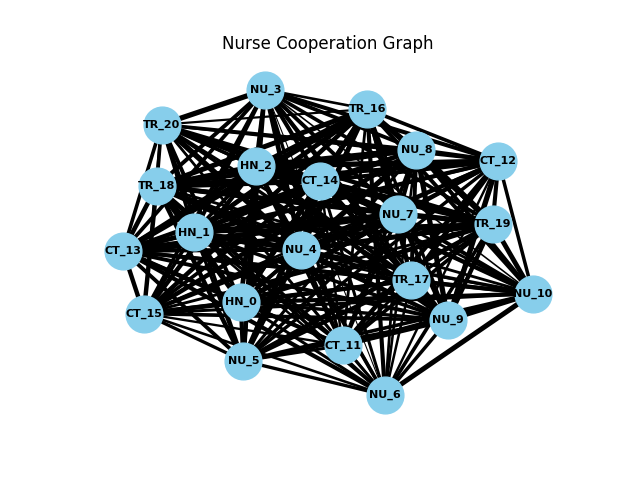 Nurse Cooperation Graph
NU_3
TR_16
TR_20
NU_8
CT_12
HN_2
CT_14
TR_18
NU_7
TR_19
HN_1
CT_13
NU_4
TR_17
NU_10
HN_0
CT_15
NU_9
CT_11
NU_5
NU_6